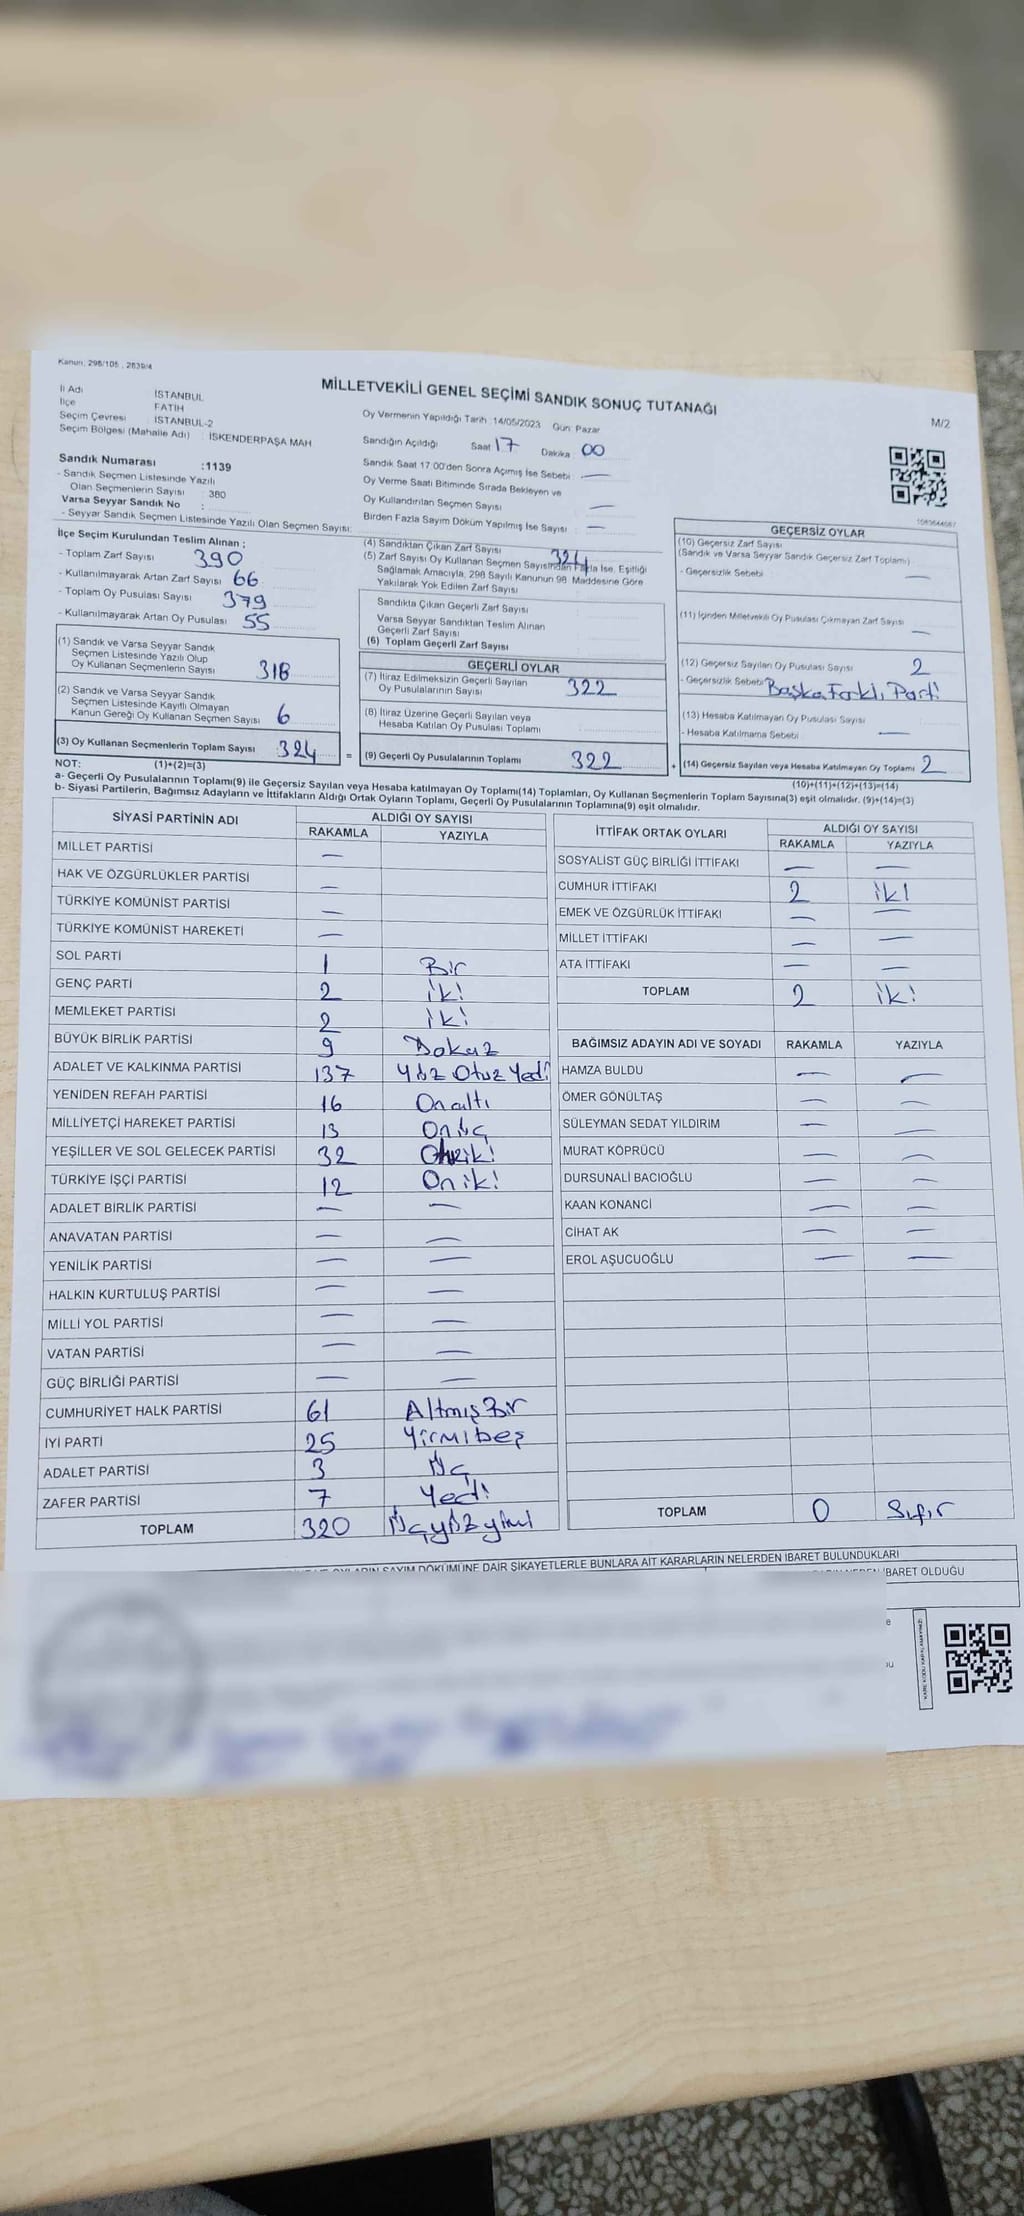 Kanun: 298/105 , 2839/4
MİLLETVEKİLİ GENEL SEÇİMİ SANDIK SONUÇ TUTANAĞI
M/2
İl Adı İSTANBUL
İlçe FATİH
Seçim Çevresi : İSTANBUL-2
Seçim Bölgesi (Mahalle Adı) : İSKENDERPAŞA MAH
Sandık Numarası :1139
- Sandık Seçmen Listesinde Yazılı
Olan Seçmenlerin Sayısı : 380
Varsa Seyyar Sandık No :
- Seyyar Sandık Seçmen Listesinde Yazılı Olan Seçmen Sayısı:
Oy Vermenin Yapıldığı Tarih :14/05/2023 Gün: Pazar
Sandığın Açıldığı Saat 17 Dakika 00
Sandık Saat 17.00'den Sonra Açımış İse Sebebi : —
Oy Verme Saati Bitiminde Sırada Bekleyen ve
Oy Kullandırılan Seçmen Sayısı : —
Birden Fazla Sayım Döküm Yapılmış İse Sayısı : —
İlçe Seçim Kurulundan Teslim Alınan ;
- Toplam Zarf Sayısı 390
- Kullanılmayarak Artan Zarf Sayısı 66
- Toplam Oy Pusulası Sayısı 379
- Kullanılmayarak Artan Oy Pusulası 55
(1) Sandık ve Varsa Seyyar Sandık
Seçmen Listesinde Yazılı Olup
Oy Kullanan Seçmenlerin Sayısı 318
(2) Sandık ve Varsa Seyyar Sandık
Seçmen Listesinde Kayıtlı Olmayan
Kanun Gereği Oy Kullanan Seçmen Sayısı 6
(3) Oy Kullanan Seçmenlerin Toplam Sayısı 324 =
(4) Sandıktan Çıkan Zarf Sayısı 324
(5) Zarf Sayısı Oy Kullanan Seçmen Sayısından Fazla İse, Eşitliği
Sağlamak Amacıyla, 298 Sayılı Kanunun 98. Maddesine Göre
Yakılarak Yok Edilen Zarf Sayısı
Sandıkta Çıkan Geçerli Zarf Sayısı
Varsa Seyyar Sandıktan Teslim Alınan
Geçerli Zarf Sayısı
(6) Toplam Geçerli Zarf Sayısı
GEÇERLİ OYLAR
(7) İtiraz Edilmeksizin Geçerli Sayılan
Oy Pusulalarının Sayısı 322
(8) İtiraz Üzerine Geçerli Sayılan veya
Hesaba Katılan Oy Pusulası Toplamı
(9) Geçerli Oy Pusulalarının Toplamı 322 +
GEÇERSİZ OYLAR
(10) Geçersiz Zarf Sayısı
(Sandık ve Varsa Seyyar Sandık Geçersiz Zarf Toplamı)
- Geçersizlik Sebebi —
(11) İçinden Milletvekili Oy Pusulası Çıkmayan Zarf Sayısı
—
(12) Geçersiz Sayılan Oy Pusulası Sayısı 2
- Geçersizlik Sebebi Başka Farklı Parti
(13) Hesaba Katılmayan Oy Pusulası Sayısı
- Hesaba Katılmama Sebebi —
(14) Geçersiz Sayılan veya Hesaba Katılmayan Oy Toplamı 2
NOT: (1)+(2)=(3)
(10)+(11)+(12)+(13)=(14)
a- Geçerli Oy Pusulalarının Toplamı(9) ile Geçersiz Sayılan veya Hesaba katılmayan Oy Toplamı(14) Toplamları, Oy Kullanan Seçmenlerin Toplam Sayısına(3) eşit olmalıdır. (9)+(14)=(3)
b- Siyasi Partilerin, Bağımsız Adayların ve İttifakların Aldığı Ortak Oyların Toplamı, Geçerli Oy Pusulalarının Toplamına(9) eşit olmalıdır.
SİYASİ PARTİNİN ADI ALDIĞI OY SAYISI
RAKAMLA YAZIYLA
MİLLET PARTİSİ —
HAK VE ÖZGÜRLÜKLER PARTİSİ —
TÜRKİYE KOMÜNİST PARTİSİ —
TÜRKİYE KOMÜNİST HAREKETİ —
SOL PARTİ 1 Bir
GENÇ PARTİ 2 iki
MEMLEKET PARTİSİ 2 iki
BÜYÜK BİRLİK PARTİSİ 9 Dokuz
ADALET VE KALKINMA PARTİSİ 137 Yüz Otuz Yedi
YENİDEN REFAH PARTİSİ 16 Onaltı
MİLLİYETÇİ HAREKET PARTİSİ 13 Onüç
YEŞİLLER VE SOL GELECEK PARTİSİ 32
TÜRKİYE İŞÇİ PARTİSİ 12 Oniki
ADALET BİRLİK PARTİSİ — —
ANAVATAN PARTİSİ — —
YENİLİK PARTİSİ — —
HALKIN KURTULUŞ PARTİSİ — —
MİLLİ YOL PARTİSİ — —
VATAN PARTİSİ — —
GÜÇ BİRLİĞİ PARTİSİ — —
CUMHURİYET HALK PARTİSİ 61 Altmış Bir
İYİ PARTİ 25 Yirmibeş
ADALET PARTİSİ 3 Üç
ZAFER PARTİSİ 7 Yedi
TOPLAM 320 Üçyüzyirmi
İTTİFAK ORTAK OYLARI ALDIĞI OY SAYISI
RAKAMLA YAZIYLA
SOSYALİST GÜÇ BİRLİĞİ İTTİFAKI — —
CUMHUR İTTİFAKI 2 iki
EMEK VE ÖZGÜRLÜK İTTİFAKI — —
MİLLET İTTİFAKI — —
ATA İTTİFAKI — —
TOPLAM 2 iki
BAĞIMSIZ ADAYIN ADI VE SOYADI RAKAMLA YAZIYLA
HAMZA BULDU — —
ÖMER GÖNÜLTAŞ — —
SÜLEYMAN SEDAT YILDIRIM — —
MURAT KÖPRÜCÜ — —
DURSUNALİ BACIOĞLU — —
KAAN KONANCİ — —
CİHAT AK — —
EROL AŞUCUOĞLU — —
TOPLAM 0 Sıfır
OYLARIN SAYIM DÖKÜMÜNE DAİR ŞİKAYETLERLE BUNLARA AİT KARARLARIN NELERDEN İBARET BULUNDUKLARI
İBARET OLDUĞU